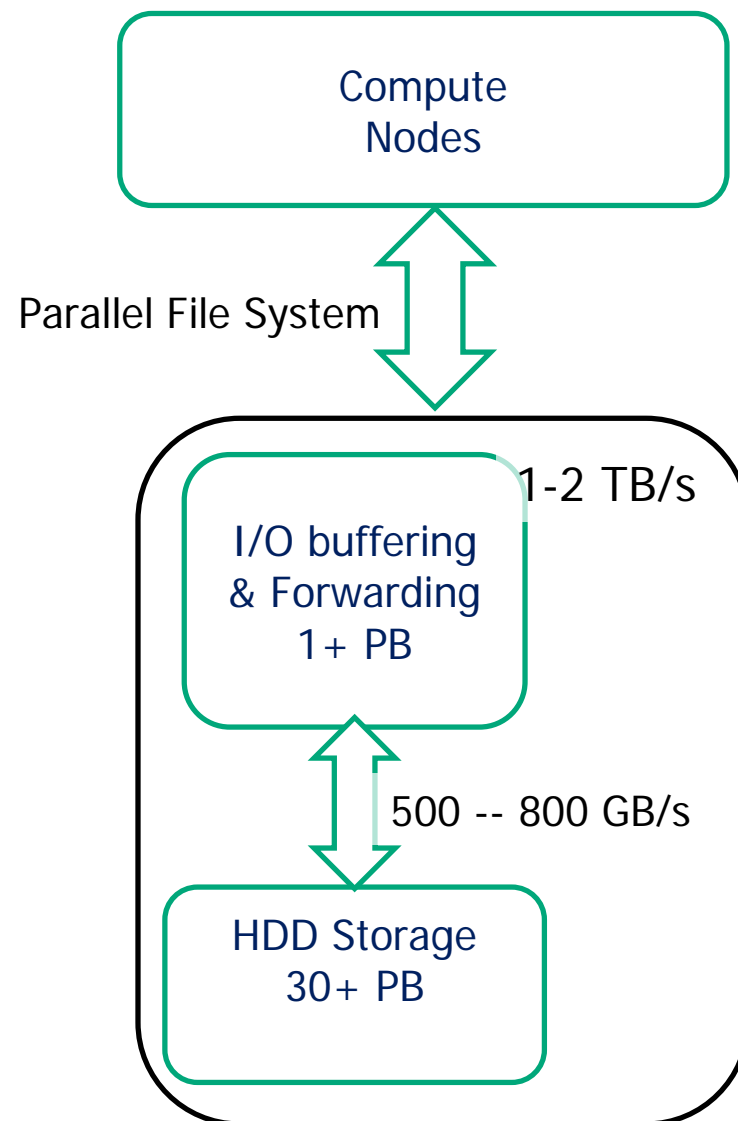 Compute
Nodes
Parallel File System
1-2 TB/s
I/O buffering
& Forwarding
1+ PB
500 -- 800 GB/s
HDD Storage
30+ PB